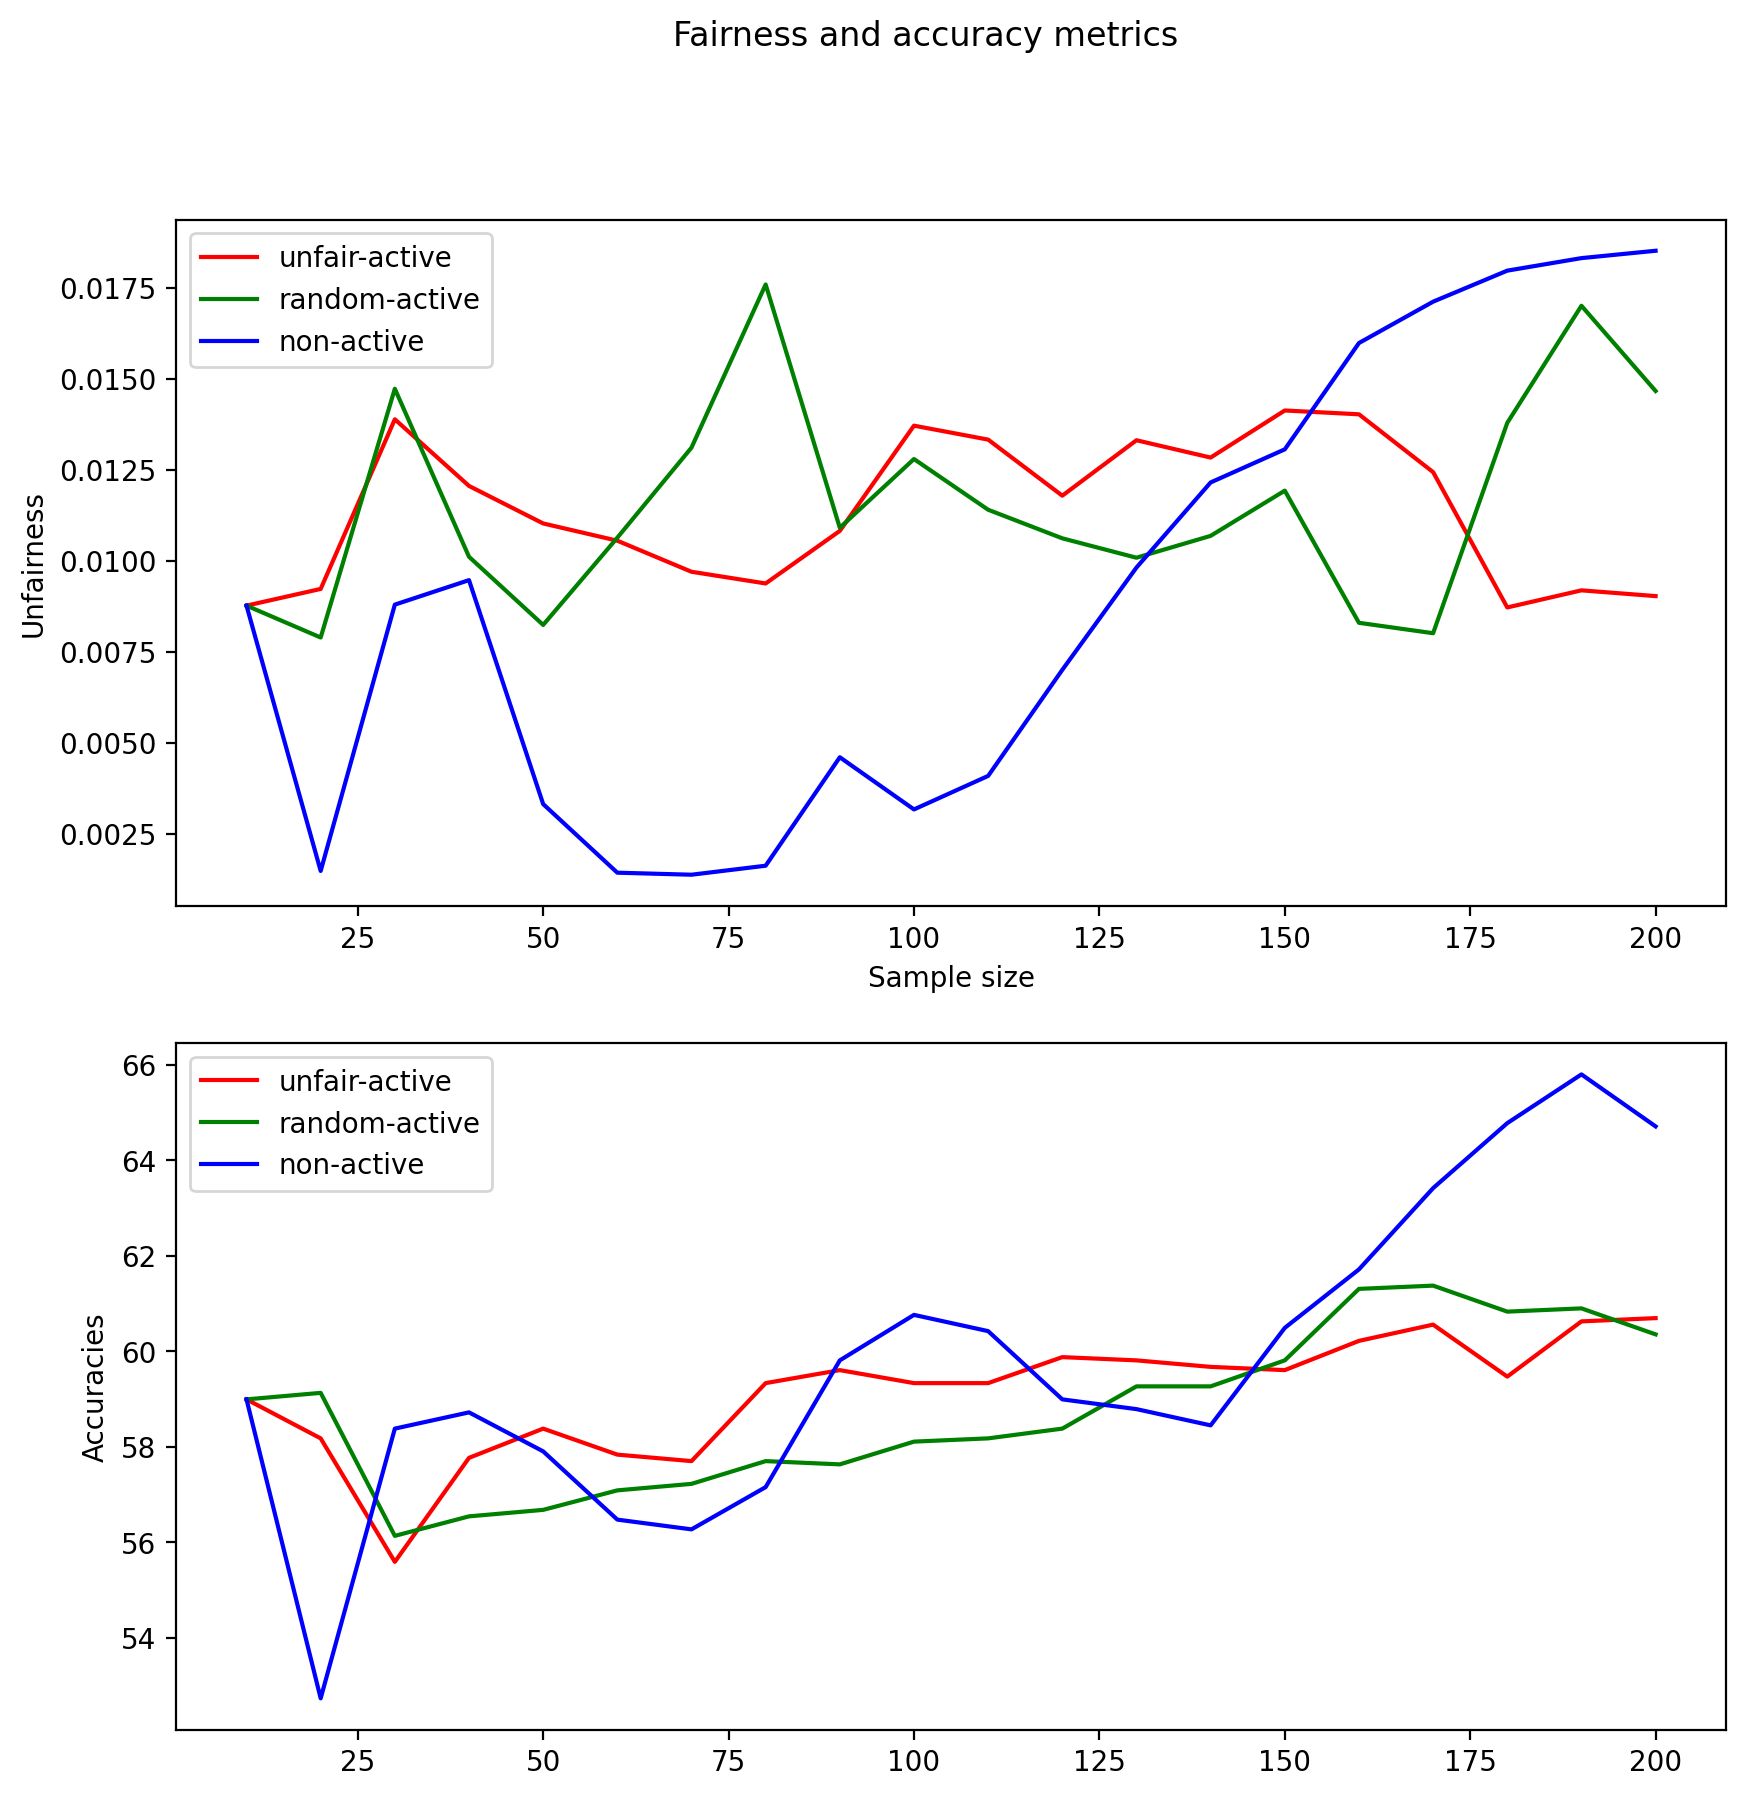 Fairness and accuracy metrics
unfair-active
random-active
non-active
Unfairness
0.0175
0.0150
0.0125
0.0100
0.0075
0.0050
0.0025
25 50 75 100 125 150 175 200
Sample size
unfair-active
random-active
non-active
Accuracies
66
64
62
60
58
56
54
25 50 75 100 125 150 175 200